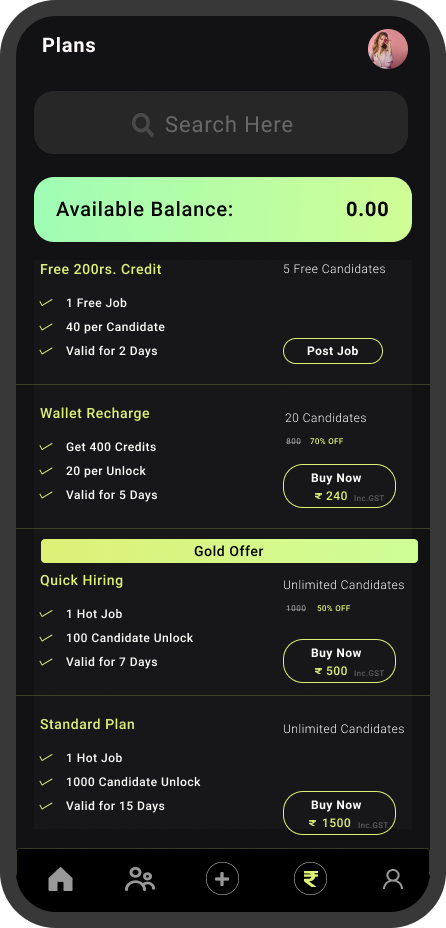 Plans
Search Here
Available Balance: 0.00
Free 200rs. Credit 5 Free Candidates
1 Free Job
40 per Candidate
Valid for 2 Days Post Job
Wallet Recharge 20 Candidates
Get 400 Credits 800 70% OFF
20 per Unlock Buy Now
Valid for 5 Days ₹ 240 Inc.GST
Gold Offer
Quick Hiring Unlimited Candidates
1 Hot Job 1000 50% OFF
100 Candidate Unlock Buy Now
Valid for 7 Days ₹ 500 Inc.GST
Standard Plan Unlimited Candidates
1 Hot Job
1000 Candidate Unlock
Valid for 15 Days Buy Now
₹ 1500 Inc.GST
₹